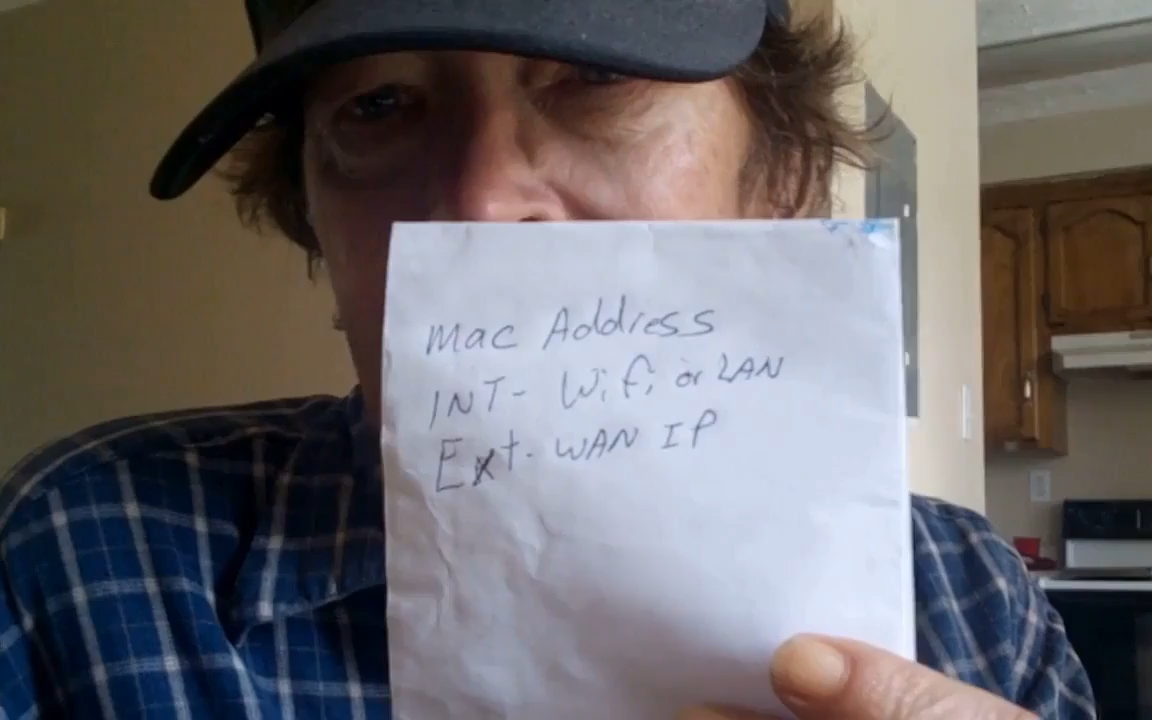 Mac Address
INT- Wifi or LAN
Ext- WAN IP